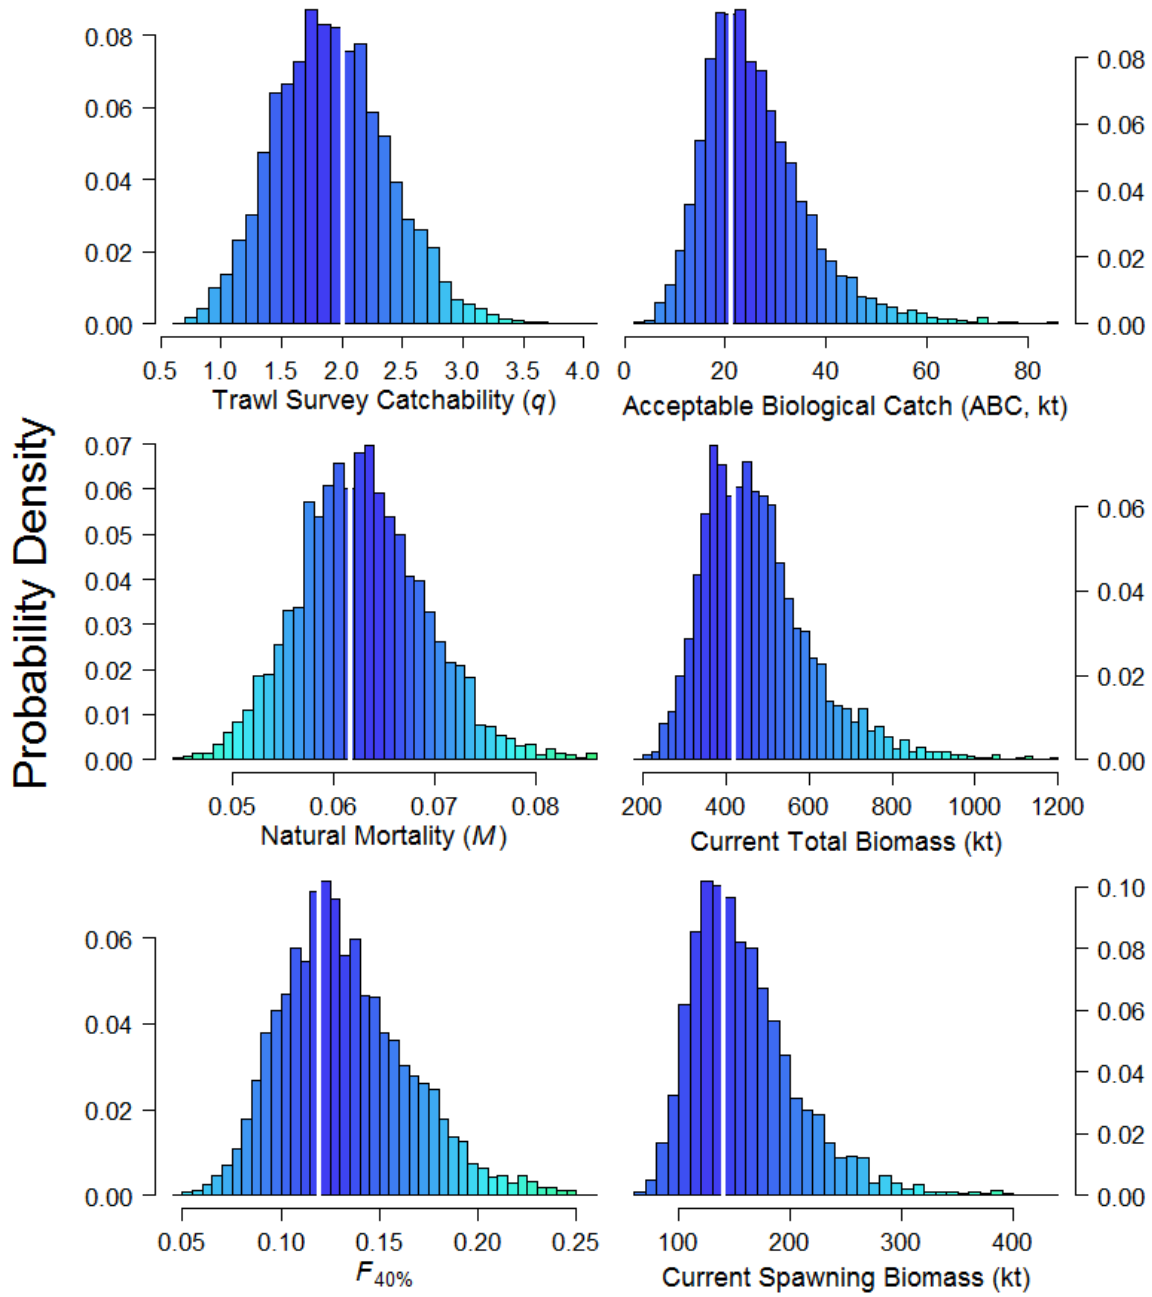 Probability Density
0.08
0.06
0.04
0.02
0.00
0.5 1.0 1.5 2.0 2.5 3.0 3.5 4.0
Trawl Survey Catchability (q)
0.08
0.06
0.04
0.02
0.00
0 20 40 60 80
Acceptable Biological Catch (ABC, kt)
0.07
0.06
0.05
0.04
0.03
0.02
0.01
0.00
0.05 0.06 0.07 0.08
Natural Mortality (M)
0.06
0.04
0.02
0.00
200 400 600 800 1000 1200
Current Total Biomass (kt)
0.06
0.04
0.02
0.00
0.05 0.10 0.15 0.20 0.25
F40%
0.10
0.08
0.06
0.04
0.02
0.00
100 200 300 400
Current Spawning Biomass (kt)